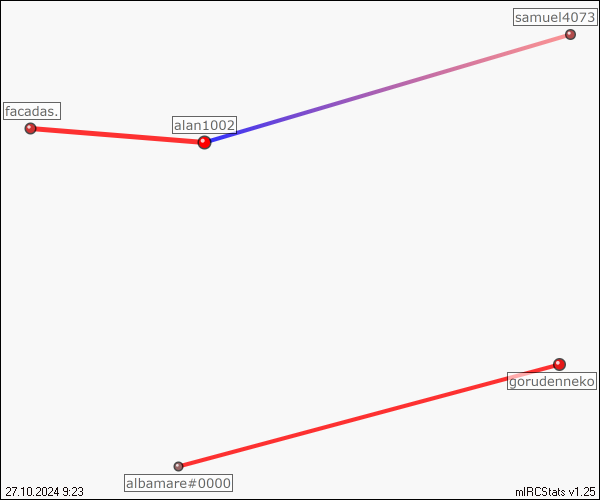 samuel4073
facadas.
alan1002
gorudenneko
albamare#0000
27.10.2024 9:23
mIRCStats v1.25